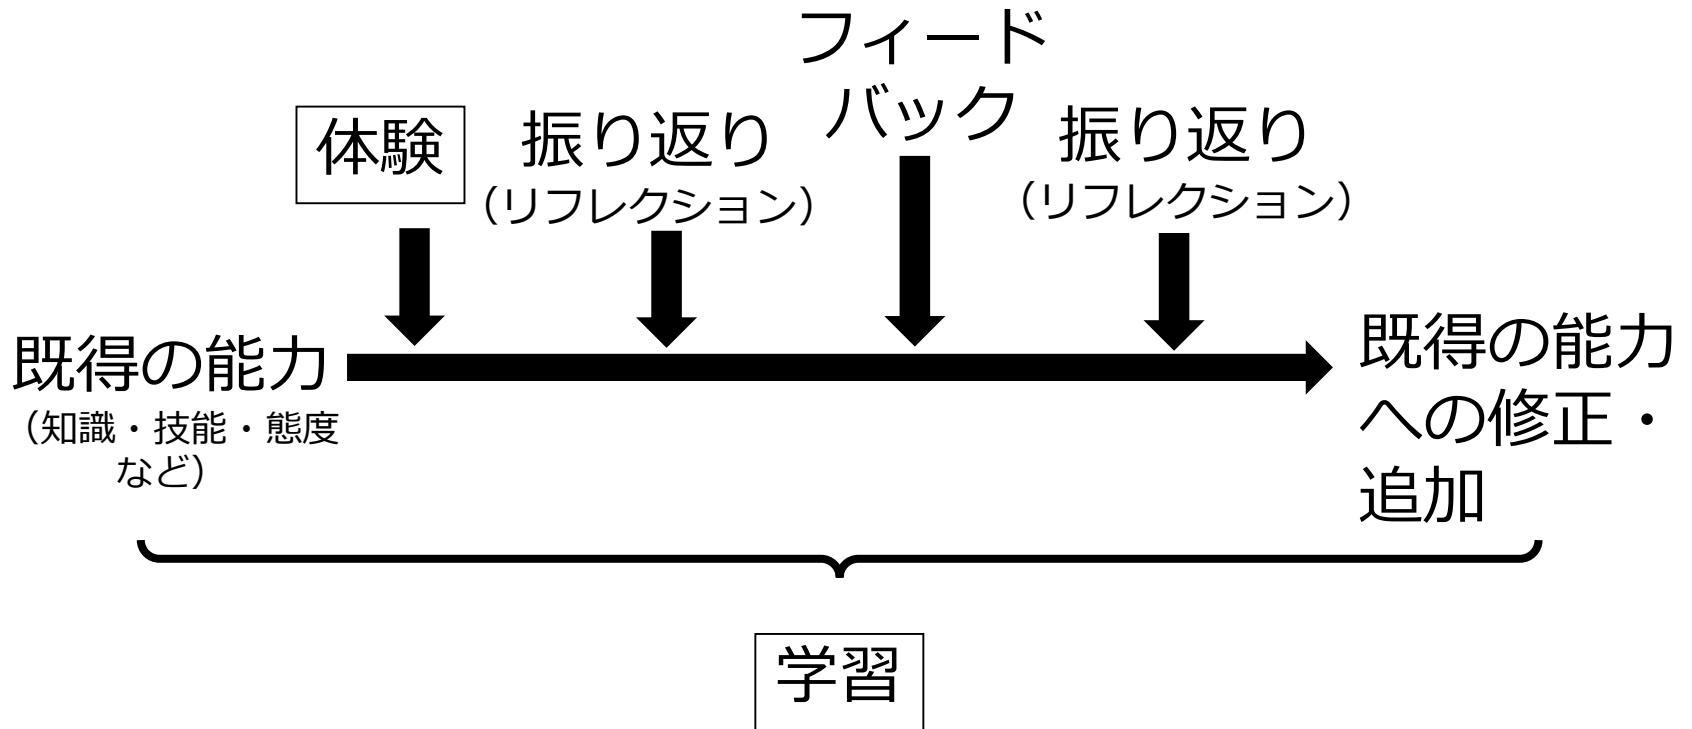 フィード
バック
体験
振り返り
（リフレクション）
振り返り
（リフレクション）
既得の能力
（知識・技能・態度
など）
既得の能力
への修正・
追加
学習